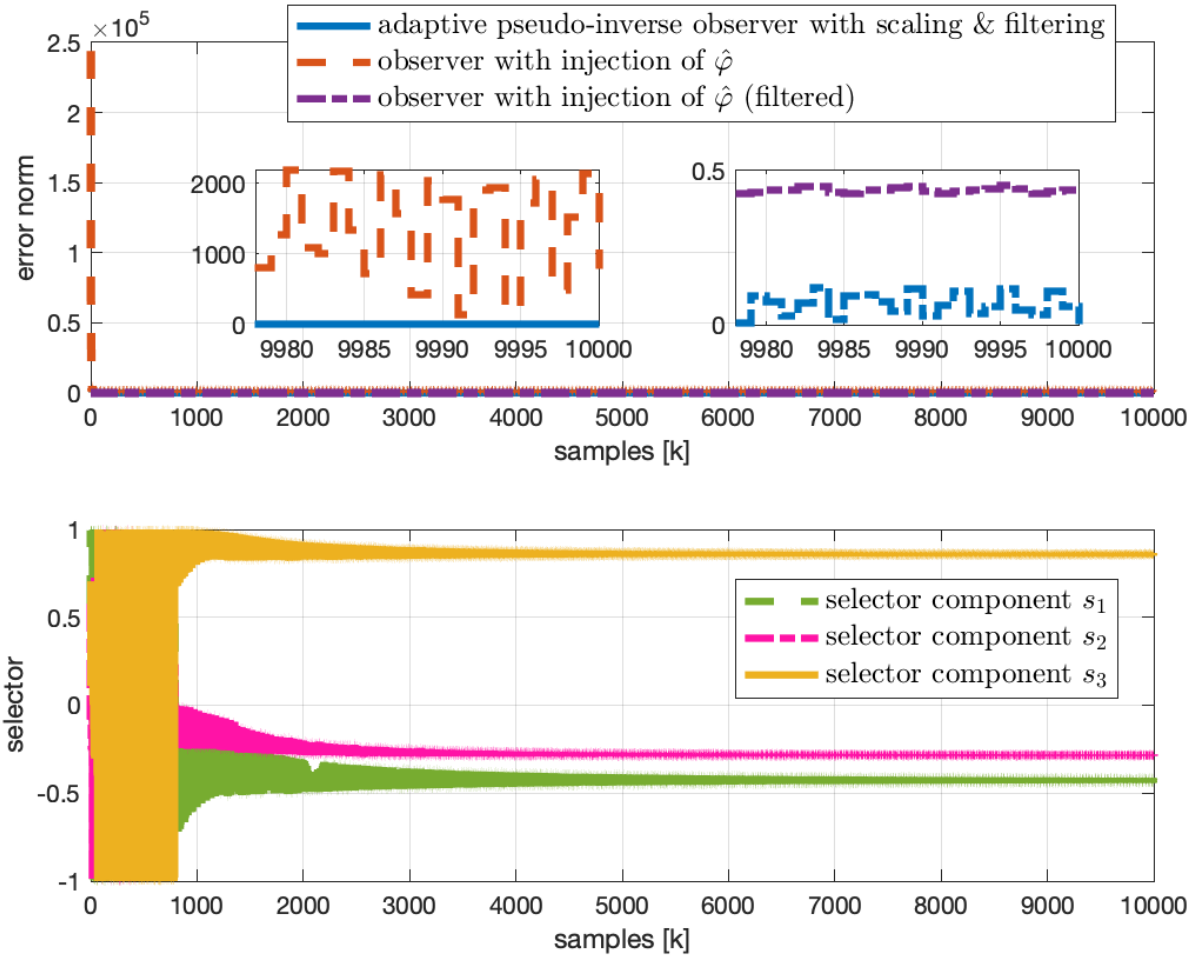 ×10⁵
adaptive pseudo-inverse observer with scaling & filtering
observer with injection of φ̂
observer with injection of φ̂ (filtered)
2.5
2
1.5
1
0.5
0
error norm
2000
1000
0
9980 9985 9990 9995 10000
0.5
0
9980 9985 9990 9995 10000
0 1000 2000 3000 4000 5000 6000 7000 8000 9000 10000
samples [k]
1
0.5
0
-0.5
-1
selector
selector component s₁
selector component s₂
selector component s₃
0 1000 2000 3000 4000 5000 6000 7000 8000 9000 10000
samples [k]